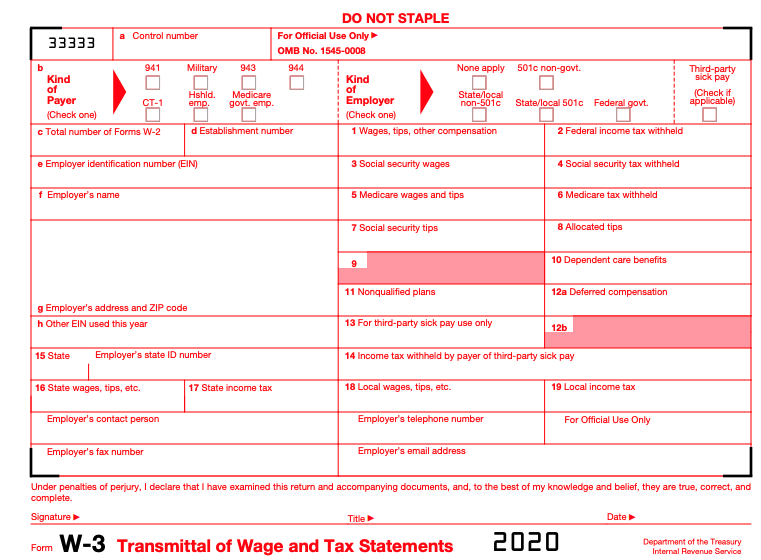 DO NOT STAPLE
33333
a Control number
For Official Use Only ▶
OMB No. 1545-0008
b
Kind of Payer
(Check one)
941 Military 943 944
CT-1 Hshld. emp. Medicare govt. emp.
Kind of Employer
(Check one)
None apply 501c non-govt.
State/local non-501c State/local 501c Federal govt.
Third-party sick pay
(Check if applicable)
c Total number of Forms W-2
d Establishment number
1 Wages, tips, other compensation
2 Federal income tax withheld
e Employer identification number (EIN)
3 Social security wages
4 Social security tax withheld
f Employer's name
5 Medicare wages and tips
6 Medicare tax withheld
7 Social security tips
8 Allocated tips
9
10 Dependent care benefits
g Employer's address and ZIP code
11 Nonqualified plans
12a Deferred compensation
h Other EIN used this year
13 For third-party sick pay use only
12b
15 State Employer's state ID number
14 Income tax withheld by payer of third-party sick pay
16 State wages, tips, etc.
17 State income tax
18 Local wages, tips, etc.
19 Local income tax
Employer's contact person
Employer's telephone number
For Official Use Only
Employer's fax number
Employer's email address
Under penalties of perjury, I declare that I have examined this return and accompanying documents, and, to the best of my knowledge and belief, they are true, correct, and
complete.
Signature ▶ Title ▶ Date ▶
Form W-3 Transmittal of Wage and Tax Statements 2020
Department of the Treasury
Internal Revenue Service